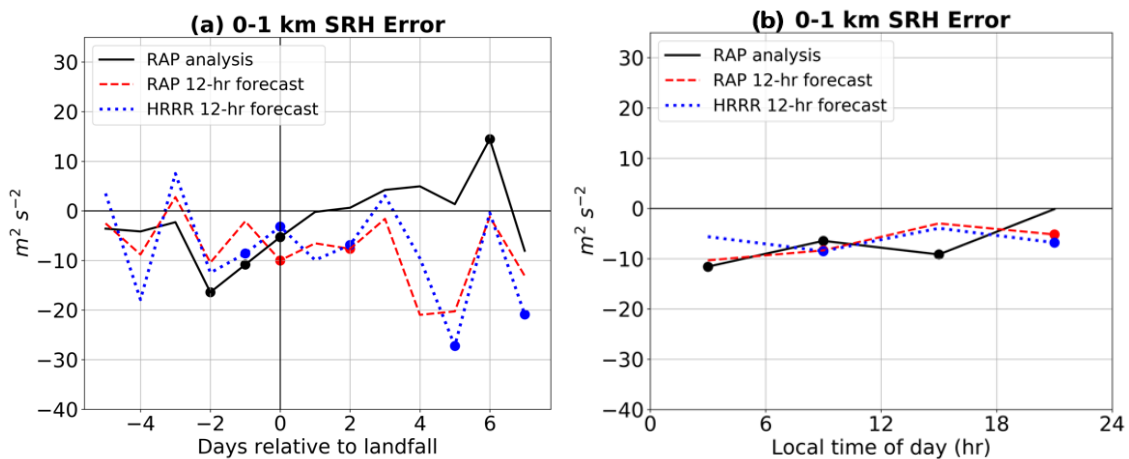 (a) 0-1 km SRH Error
RAP analysis
RAP 12-hr forecast
HRRR 12-hr forecast
30
20
10
0
−10
−20
−30
−40
m² s⁻²
−4
−2
0
2
4
6
Days relative to landfall
(b) 0-1 km SRH Error
RAP analysis
RAP 12-hr forecast
HRRR 12-hr forecast
30
20
10
0
−10
−20
−30
−40
m² s⁻²
0
6
12
18
24
Local time of day (hr)